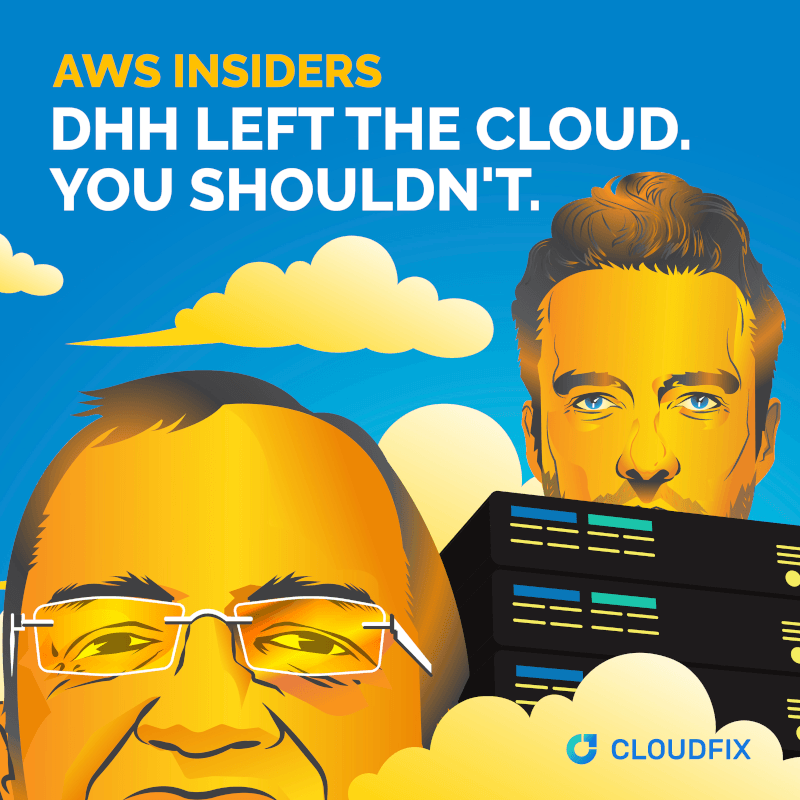 AWS INSIDERS
DHH LEFT THE CLOUD.
YOU SHOULDN'T.
CLOUDFIX